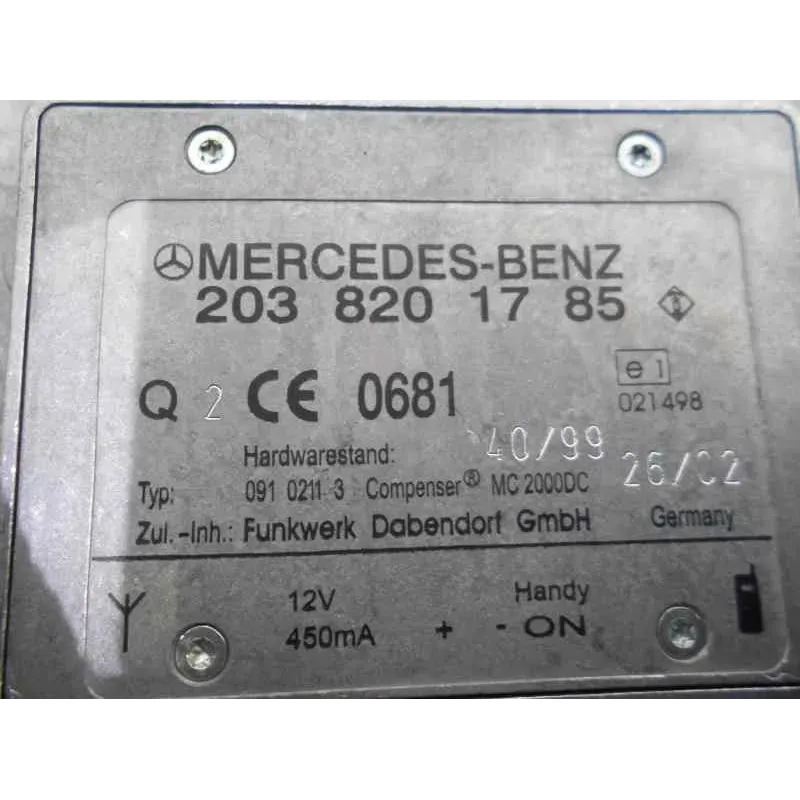 MERCEDES-BENZ
203 820 17 85
Q 2 CE 0681
e 1
021498
Hardwarestand: 40/99
26/02
Typ: 091 0211 3 Compenser® MC 2000DC
Zul.-Inh.: Funkwerk Dabendorf GmbH Germany
12V Handy
450mA + - ON